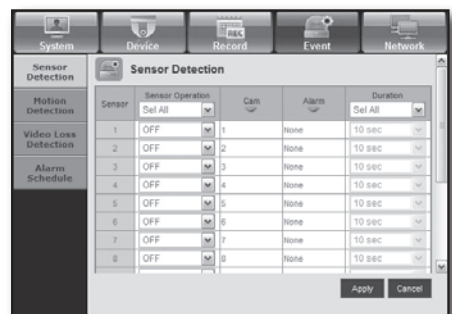 System Device Record Event Network
REC
Sensor Detection
Motion Detection
Video Loss Detection
Alarm Schedule
Sensor Detection
Sensor Sensor Operation Cam Alarm Duration
Sel All Sel All
1 OFF 1 None 10 sec
2 OFF 2 None 10 sec
3 OFF 3 None 10 sec
4 OFF 4 None 10 sec
5 OFF 5 None 10 sec
6 OFF 6 None 10 sec
7 OFF 7 None 10 sec
8 OFF 8 None 10 sec
Apply Cancel